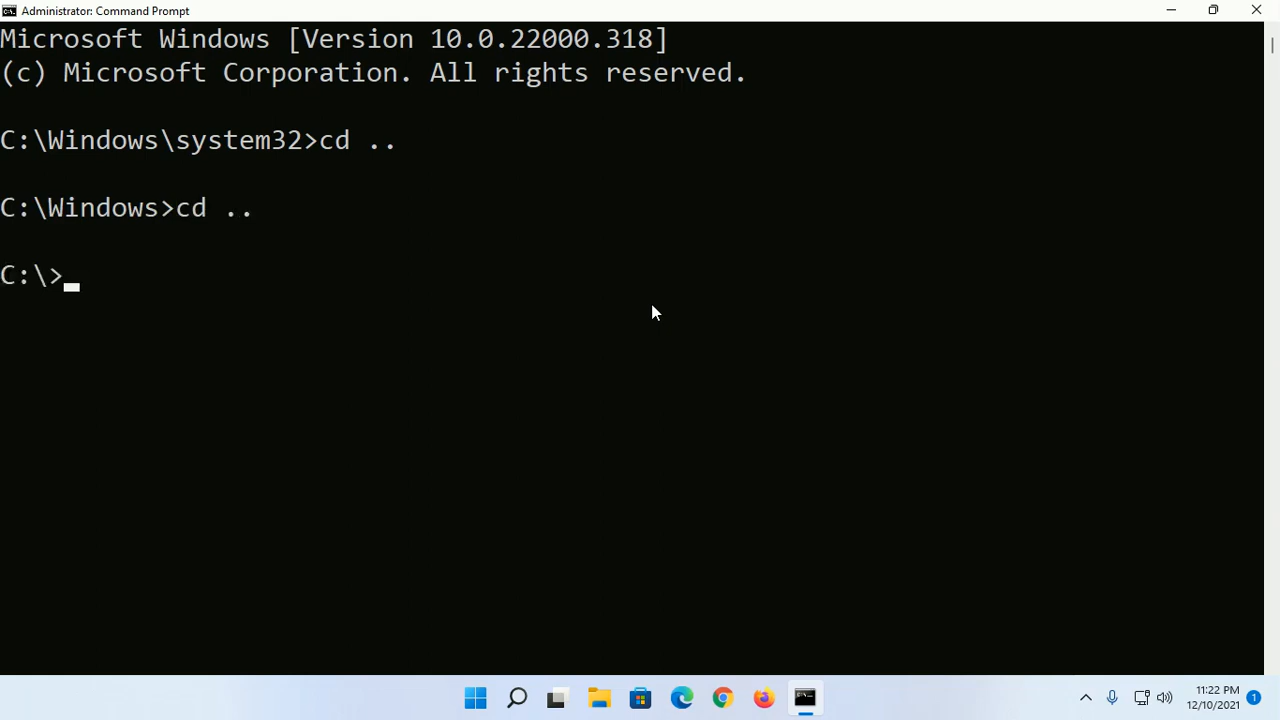 Administrator: Command Prompt
Microsoft Windows [Version 10.0.22000.318]
(c) Microsoft Corporation. All rights reserved.
C:\Windows\system32>cd ..
C:\Windows>cd ..
C:\>
11:22 PM
12/10/2021
1